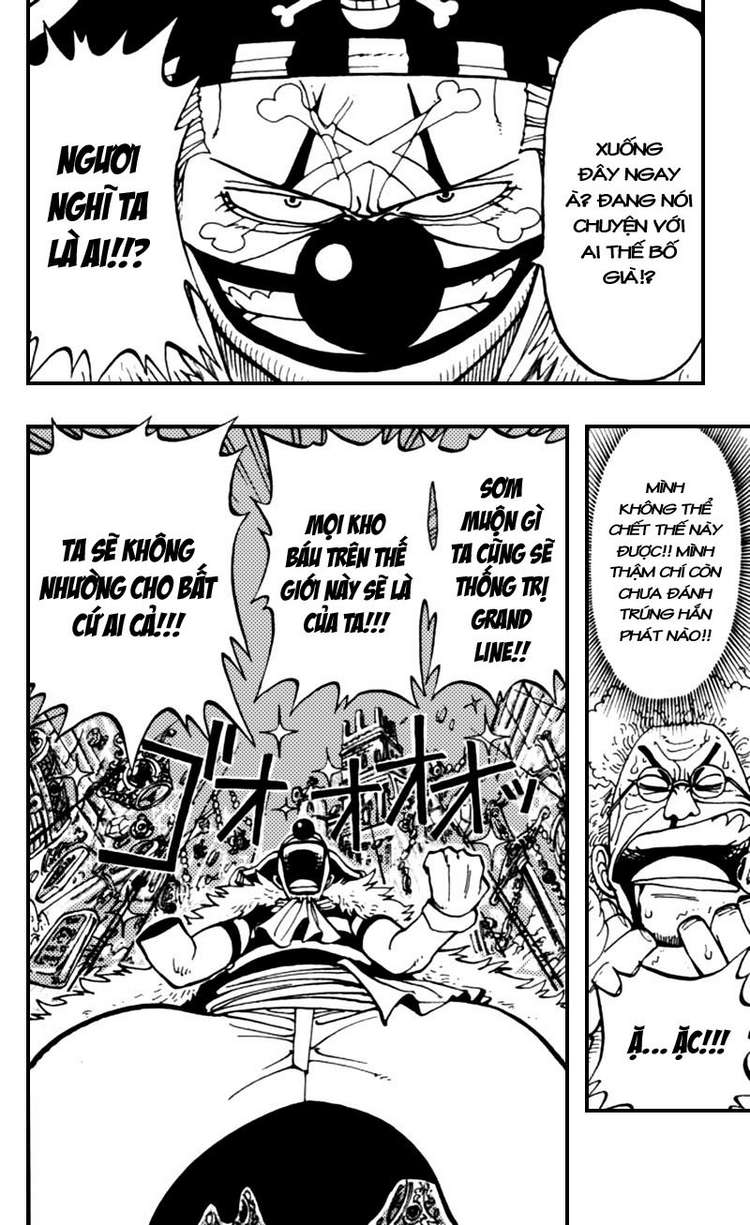 XUỐNG
ĐÂY NGAY
À? ĐANG NÓI
CHUYỆN VỚI
AI THẾ BỐ
GIÀ!?
NGƯƠI
NGHĨ TA
LÀ AI!!!?
MÌNH
KHÔNG THỂ
CHẾT THẾ NÀY
ĐƯỢC!! MÌNH
THẬM CHÍ CÒN
CHƯA ĐÁNH
TRÚNG HẮN
PHÁT NÀO!!
Ặ... ẶC!!!
SƠM
MUỘN GÌ
TA CŨNG SẼ
THỐNG TRỊ
GRAND
LINE!!
MỌI KHO
BÁU TRÊN THẾ
GIỚI NÀY SẼ LÀ
CỦA TA!!!
TA SẼ KHÔNG
NHƯỜNG CHO BẤT
CỨ AI CẢ!!!
ゴオオオオッ